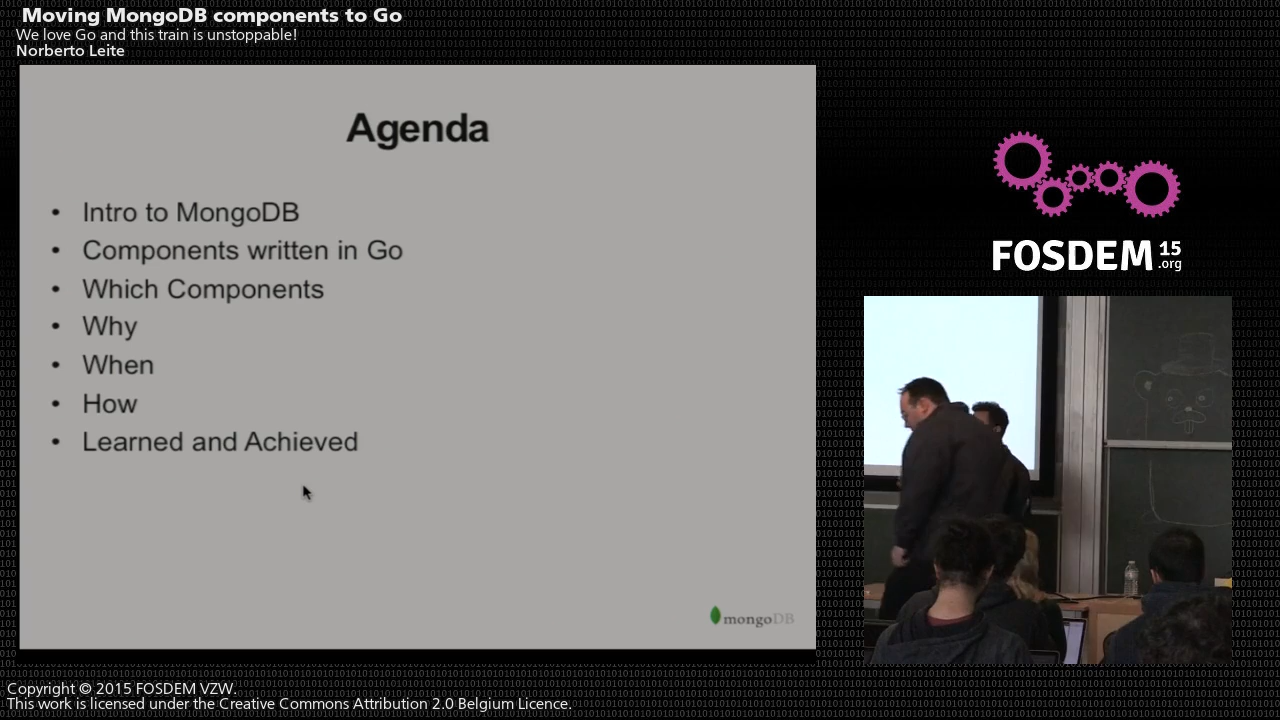 Moving MongoDB components to Go
We love Go and this train is unstoppable!
Norberto Leite
Agenda
• Intro to MongoDB
• Components written in Go
• Which Components
• Why
• When
• How
• Learned and Achieved
mongoDB
FOSDEM 15
.org
Copyright © 2015 FOSDEM VZW.
This work is licensed under the Creative Commons Attribution 2.0 Belgium Licence.